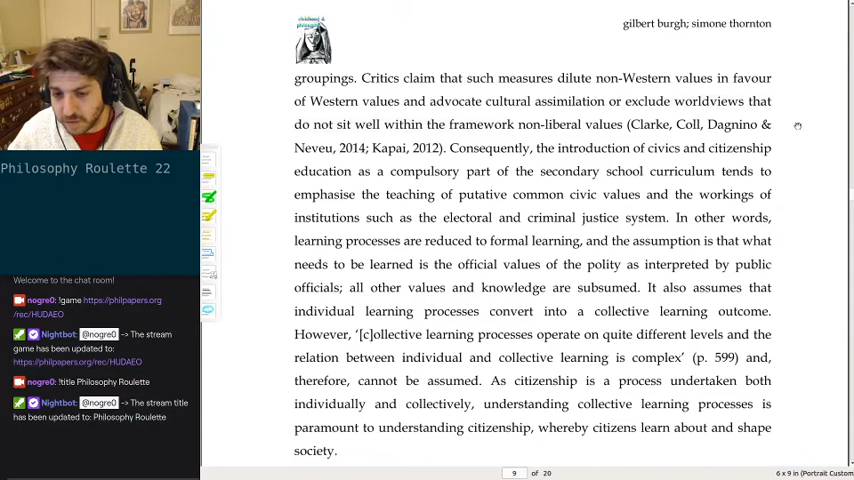 childhood &
philosophy
gilbert burgh; simone thornton
groupings. Critics claim that such measures dilute non-Western values in favour
of Western values and advocate cultural assimilation or exclude worldviews that
do not sit well within the framework non-liberal values (Clarke, Coll, Dagnino &
Neveu, 2014; Kapai, 2012). Consequently, the introduction of civics and citizenship
education as a compulsory part of the secondary school curriculum tends to
emphasise the teaching of putative common civic values and the workings of
institutions such as the electoral and criminal justice system. In other words,
learning processes are reduced to formal learning, and the assumption is that what
needs to be learned is the official values of the polity as interpreted by public
officials; all other values and knowledge are subsumed. It also assumes that
individual learning processes convert into a collective learning outcome.
However, ‘[c]ollective learning processes operate on quite different levels and the
relation between individual and collective learning is complex’ (p. 599) and,
therefore, cannot be assumed. As citizenship is a process undertaken both
individually and collectively, understanding collective learning processes is
paramount to understanding citizenship, whereby citizens learn about and shape
society.
9 of 20
6 x 9 in (Portrait Custom
Philosophy Roulette 22
Welcome to the chat room!
nogre0: !game https://philpapers.org
/rec/HUDAEO
Nightbot: @nogre0 -> The stream
game has been updated to:
https://philpapers.org/rec/HUDAEO
nogre0: !title Philosophy Roulette
Nightbot: @nogre0 -> The stream title
has been updated to: Philosophy Roulette